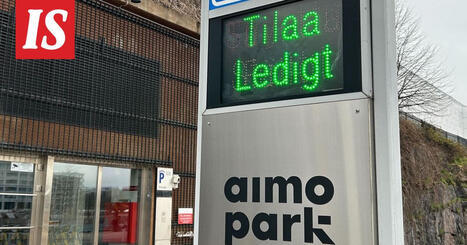 IS
Tilaa
Ledigt
P
aimo
park